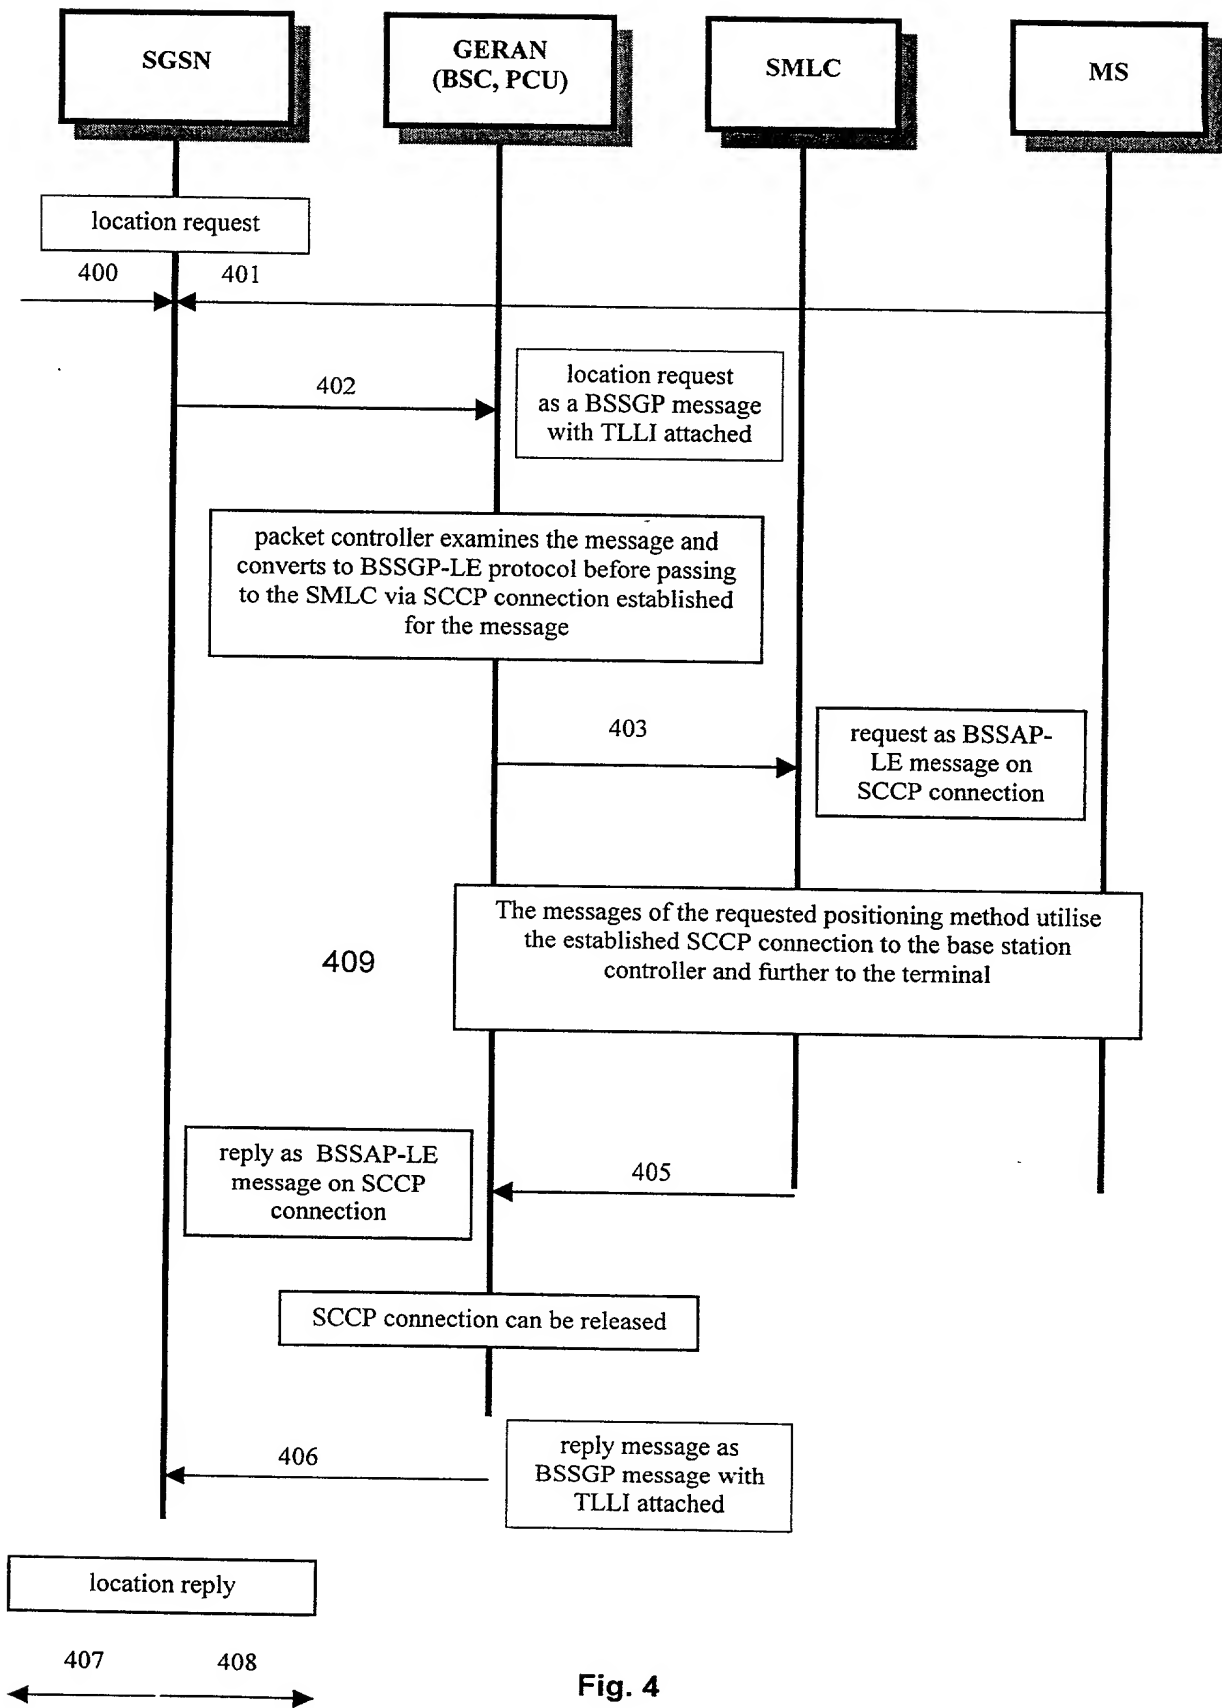 SGSN
GERAN
(BSC, PCU)
SMLC
MS
location request
400
401
402
location request
as a BSSGP message
with TLLI attached
packet controller examines the message and
converts to BSSGP-LE protocol before passing
to the SMLC via SCCP connection established
for the message
403
request as BSSAP-
LE message on
SCCP connection
409
The messages of the requested positioning method utilise
the established SCCP connection to the base station
controller and further to the terminal
reply as BSSAP-LE
message on SCCP
connection
405
SCCP connection can be released
406
reply message as
BSSGP message with
TLLI attached
location reply
407
408
Fig. 4